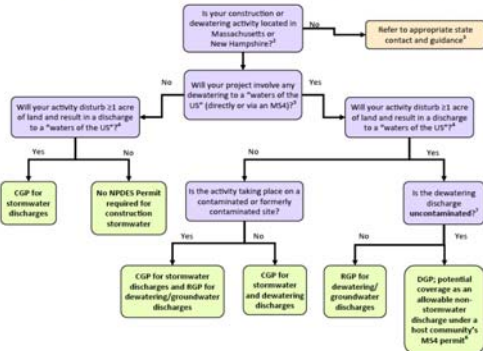 Is your construction or
dewatering activity located in
Massachusetts or
New Hampshire?¹
No
Refer to appropriate state
contact and guidance²
No
Will your project involve any
dewatering to a “waters of the
US” (directly or via an MS4)?³
Yes
Will your activity disturb ≥1 acre
of land and result in a discharge
to a “waters of the US”?⁴
Will your activity disturb ≥1 acre
of land and result in a discharge
to a “waters of the US”?⁴
Yes
No
Yes
Yes
CGP for
stormwater
discharges
No NPDES Permit
required for
construction
stormwater
Is the activity taking place on
a contaminated or formerly
contaminated site?
Is the dewatering
discharge
uncontaminated?
Yes
No
No
Yes
CGP for stormwater
discharges and RGP for
dewatering/groundwater
discharges
CGP for
stormwater
and dewatering
discharges
RGP for
dewatering/
groundwater
discharges
DGP; potential
coverage as an
allowable non-
stormwater
discharge under a
host community's
MS4 permit⁶